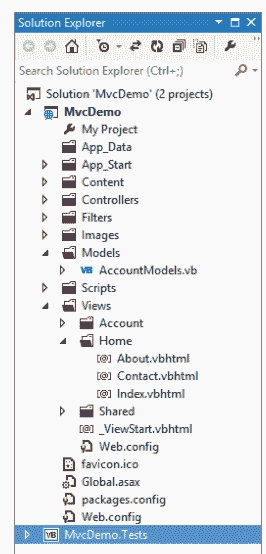 Solution Explorer
Search Solution Explorer (Ctrl+;)
Solution 'MvcDemo' (2 projects)
MvcDemo
My Project
App_Data
App_Start
Content
Controllers
Filters
Images
Models
VB AccountModels.vb
Scripts
Views
Account
Home
[@] About.vbhtml
[@] Contact.vbhtml
[@] Index.vbhtml
Shared
[@] _ViewStart.vbhtml
Web.config
favicon.ico
Global.asax
packages.config
Web.config
VB MvcDemo.Tests